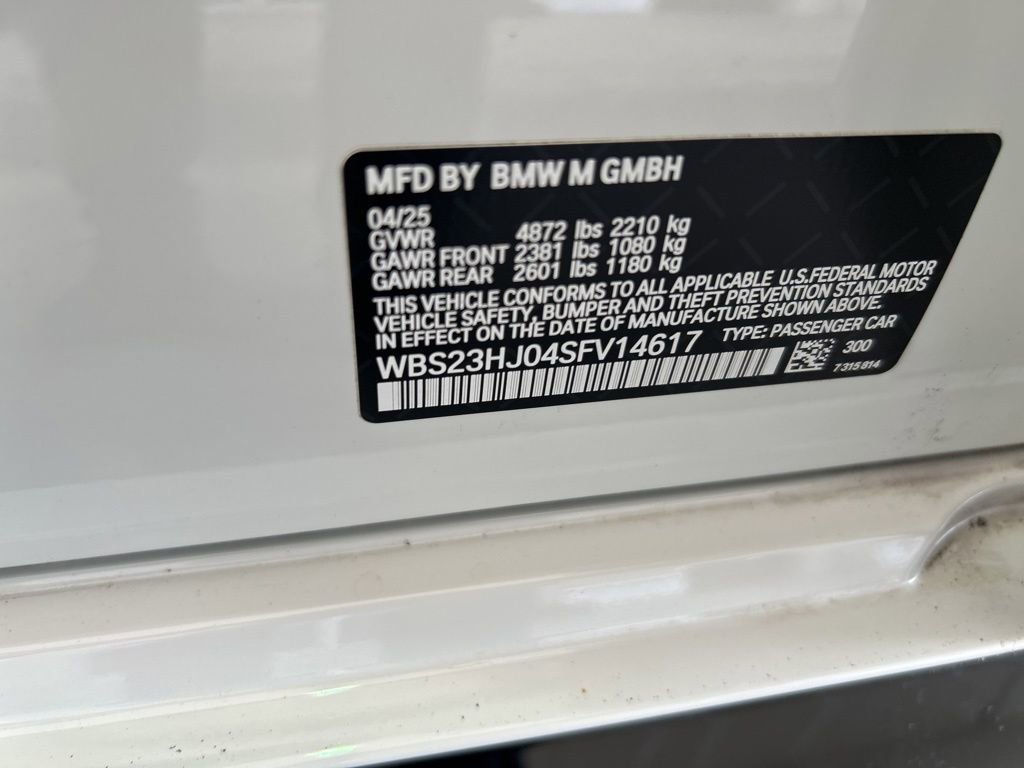 MFD BY BMW M GMBH
04/25
GVWR 4872 lbs 2210 kg
GAWR FRONT 2381 lbs 1080 kg
GAWR REAR 2601 lbs 1180 kg
THIS VEHICLE CONFORMS TO ALL APPLICABLE U.S.FEDERAL MOTOR
VEHICLE SAFETY, BUMPER AND THEFT PREVENTION STANDARDS
IN EFFECT ON THE DATE OF MANUFACTURE SHOWN ABOVE.
WBS23HJ04SFV14617 TYPE: PASSENGER CAR
300
7315814